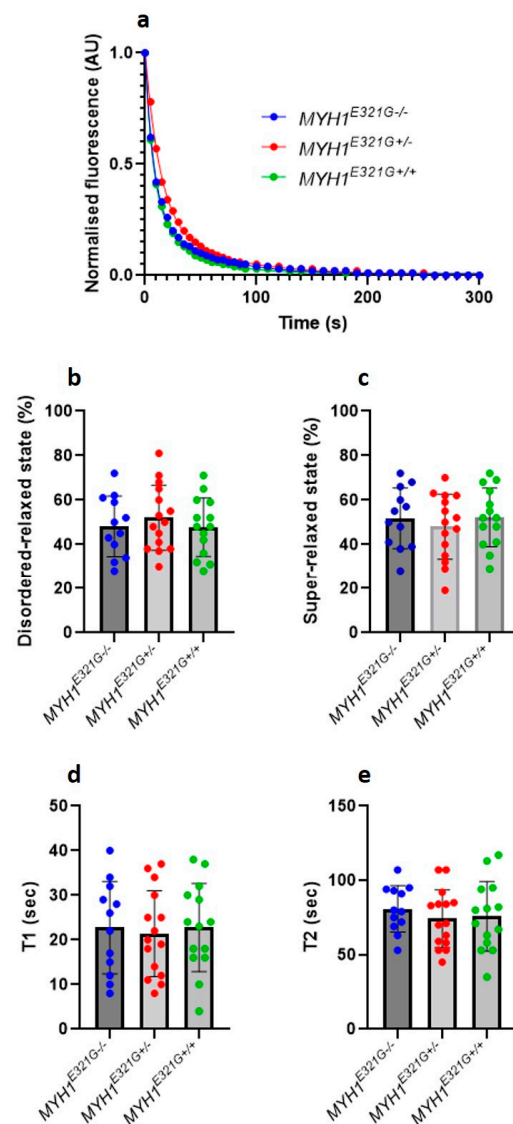 a
Normalised fluorescence (AU)
1.0
0.5
0.0
0
100
200
300
Time (s)
MYH1E321G-/-
MYH1E321G+/-
MYH1E321G+/+
b
Disordered-relaxed state (%)
100
80
60
40
20
0
MYH1E321G-/-
MYH1E321G+/-
MYH1E321G+/+
c
Super-relaxed state (%)
100
80
60
40
20
0
MYH1E321G-/-
MYH1E321G+/-
MYH1E321G+/+
d
T1 (sec)
50
40
30
20
10
0
MYH1E321G-/-
MYH1E321G+/-
MYH1E321G+/+
e
T2 (sec)
150
100
50
0
MYH1E321G-/-
MYH1E321G+/-
MYH1E321G+/+